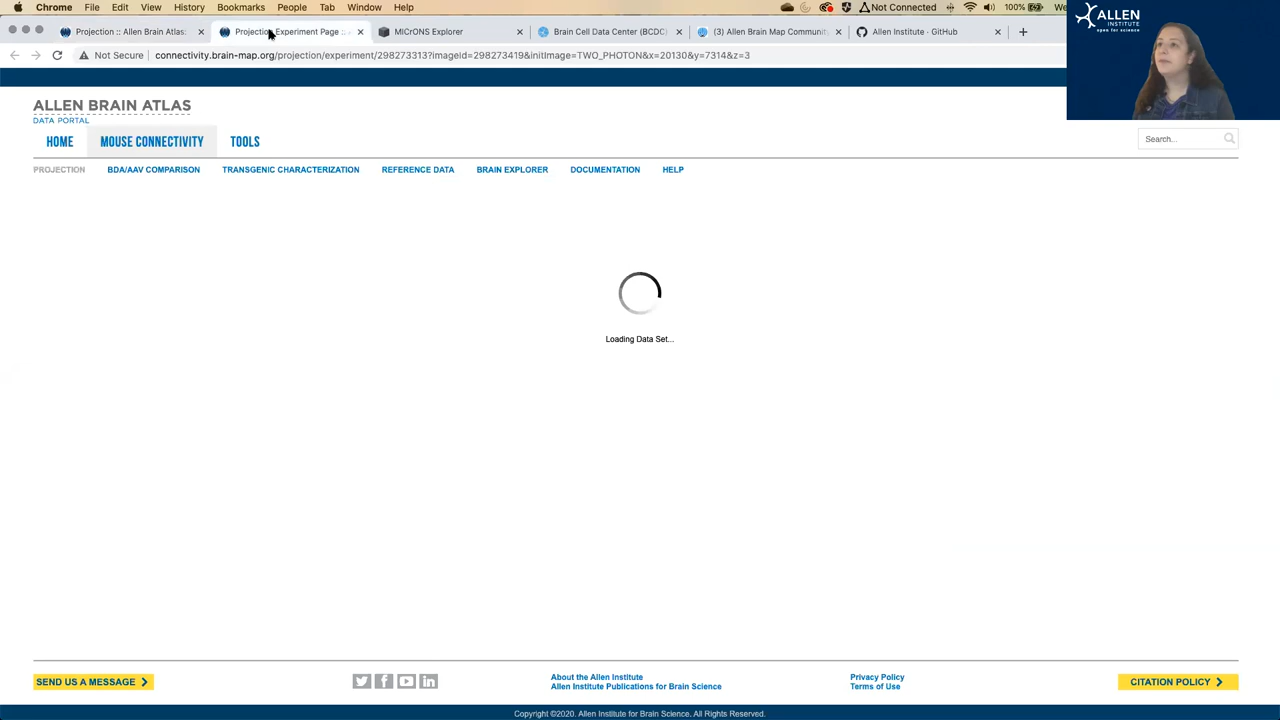 Chrome File Edit View History Bookmarks People Tab Window Help Not Connected 100% We
ALLEN
INSTITUTE
open for science
Projection :: Allen Brain Atlas: Projection Experiment Page :: MICrONS Explorer Brain Cell Data Center (BCDC) (3) Allen Brain Map Communit Allen Institute · GitHub
Not Secure connectivity.brain-map.org/projection/experiment/298273313?imageId=298273419&initImage=TWO_PHOTON&x=20130&y=7314&z=3
ALLEN BRAIN ATLAS
DATA PORTAL
HOME MOUSE CONNECTIVITY TOOLS
Search...
PROJECTION BDA/AAV COMPARISON TRANSGENIC CHARACTERIZATION REFERENCE DATA BRAIN EXPLORER DOCUMENTATION HELP
Loading Data Set...
SEND US A MESSAGE
About the Allen Institute
Allen Institute Publications for Brain Science
Privacy Policy
Terms of Use
CITATION POLICY
Copyright ©2020. Allen Institute for Brain Science. All Rights Reserved.